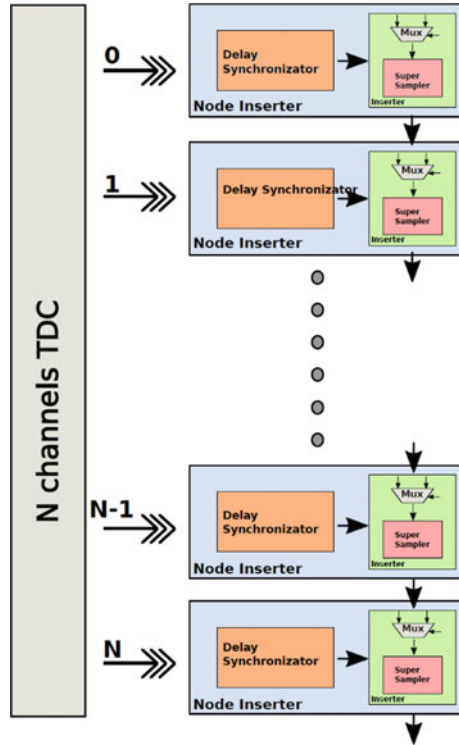 N channels TDC
0
Delay
Synchronizator
Mux
Super
Sampler
Inserter
Node Inserter
1
Delay Synchronizator
Mux
Super
Sampler
Inserter
Node Inserter
N-1
Delay
Synchronizator
Mux
Super
Sampler
Inserter
Node Inserter
N
Delay
Synchronizator
Mux
Super
Sampler
Inserter
Node Inserter